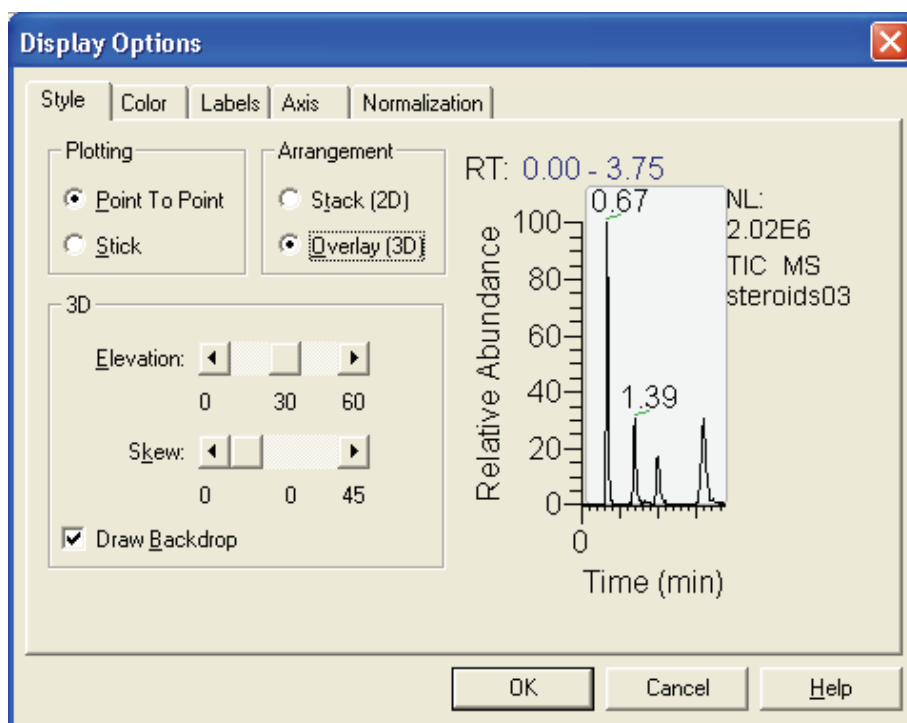 Display Options
Style Color Labels Axis Normalization
Plotting
Point To Point
Stick
Arrangement
Stack (2D)
Overlay (3D)
3D
Elevation:
0 30 60
Skew:
0 0 45
Draw Backdrop
RT: 0.00 - 3.75
0.67
NL:
2.02E6
TIC MS
steroids03
100
80
60
40
20
0
1.39
Relative Abundance
0
Time (min)
OK Cancel Help